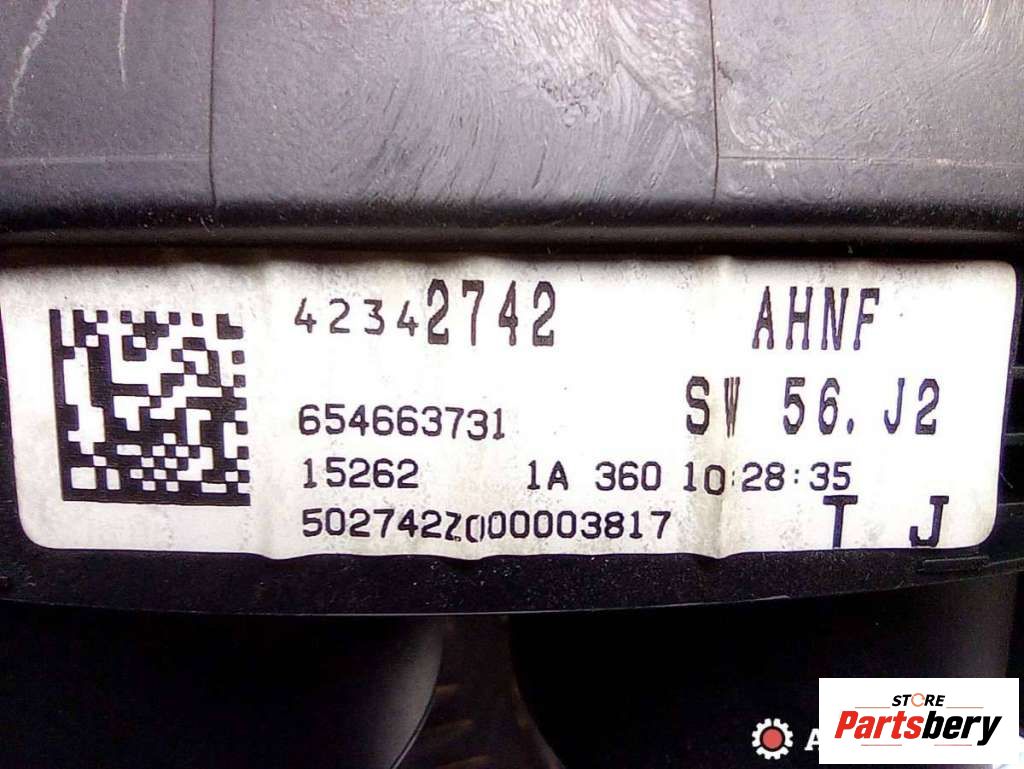 42342742 AHNF
SW 56. J2
654663731
15262 1A 360 10:28:35
502742Z000003817 T J
STORE
Partsbery